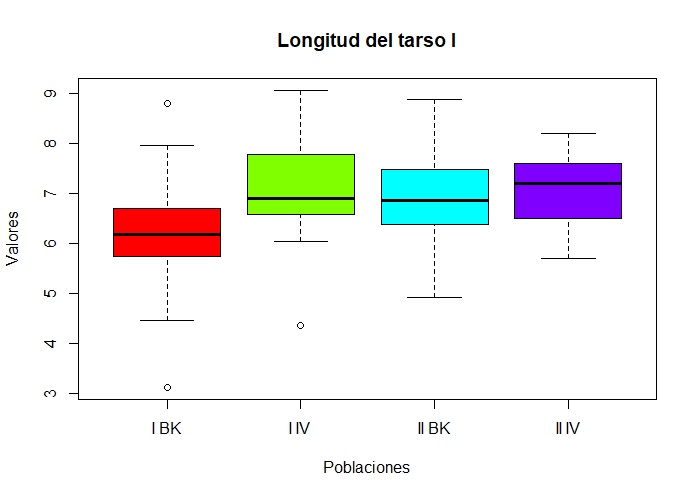 Longitud del tarso I
Valores
9
8
7
6
5
4
3
I BK
I IV
II BK
II IV
Poblaciones